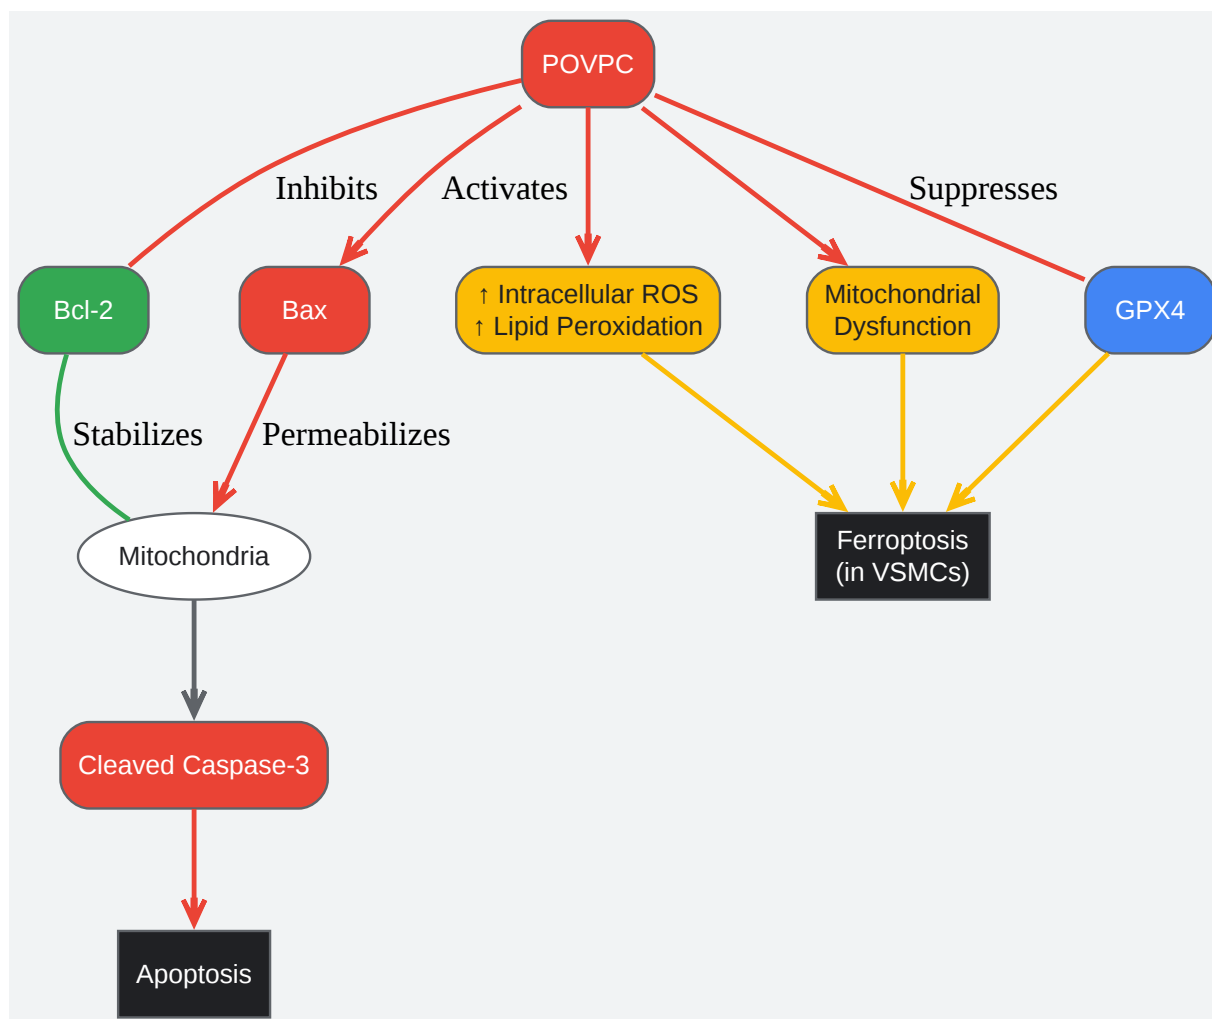 POVPC
Inhibits
Activates
Suppresses
Bcl-2
Bax
↑ Intracellular ROS
↑ Lipid Peroxidation
Mitochondrial
Dysfunction
GPX4
Stabilizes
Permeabilizes
Mitochondria
Ferroptosis
(in VSMCs)
Cleaved Caspase-3
Apoptosis